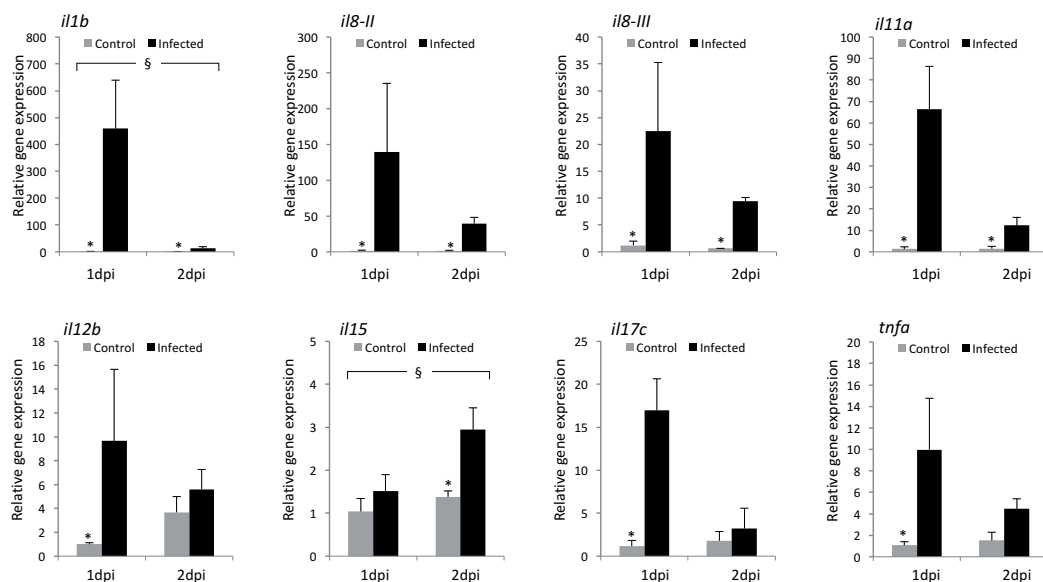 il1b
Control Infected
Relative gene expression
800
700
600
500
400
300
200
100
0
§
* *
1dpi 2dpi
il8-II
Control Infected
Relative gene expression
300
250
200
150
100
50
0
* *
1dpi 2dpi
il8-III
Control Infected
Relative gene expression
40
35
30
25
20
15
10
5
0
* *
1dpi 2dpi
il11a
Control Infected
Relative gene expression
100
90
80
70
60
50
40
30
20
10
0
* *
1dpi 2dpi
il12b
Control Infected
Relative gene expression
18
16
14
12
10
8
6
4
2
0
*
1dpi 2dpi
il15
Control Infected
Relative gene expression
5
4
3
2
1
0
§
*
1dpi 2dpi
il17c
Control Infected
Relative gene expression
25
20
15
10
5
0
*
1dpi 2dpi
tnfa
Control Infected
Relative gene expression
20
18
16
14
12
10
8
6
4
2
0
*
1dpi 2dpi